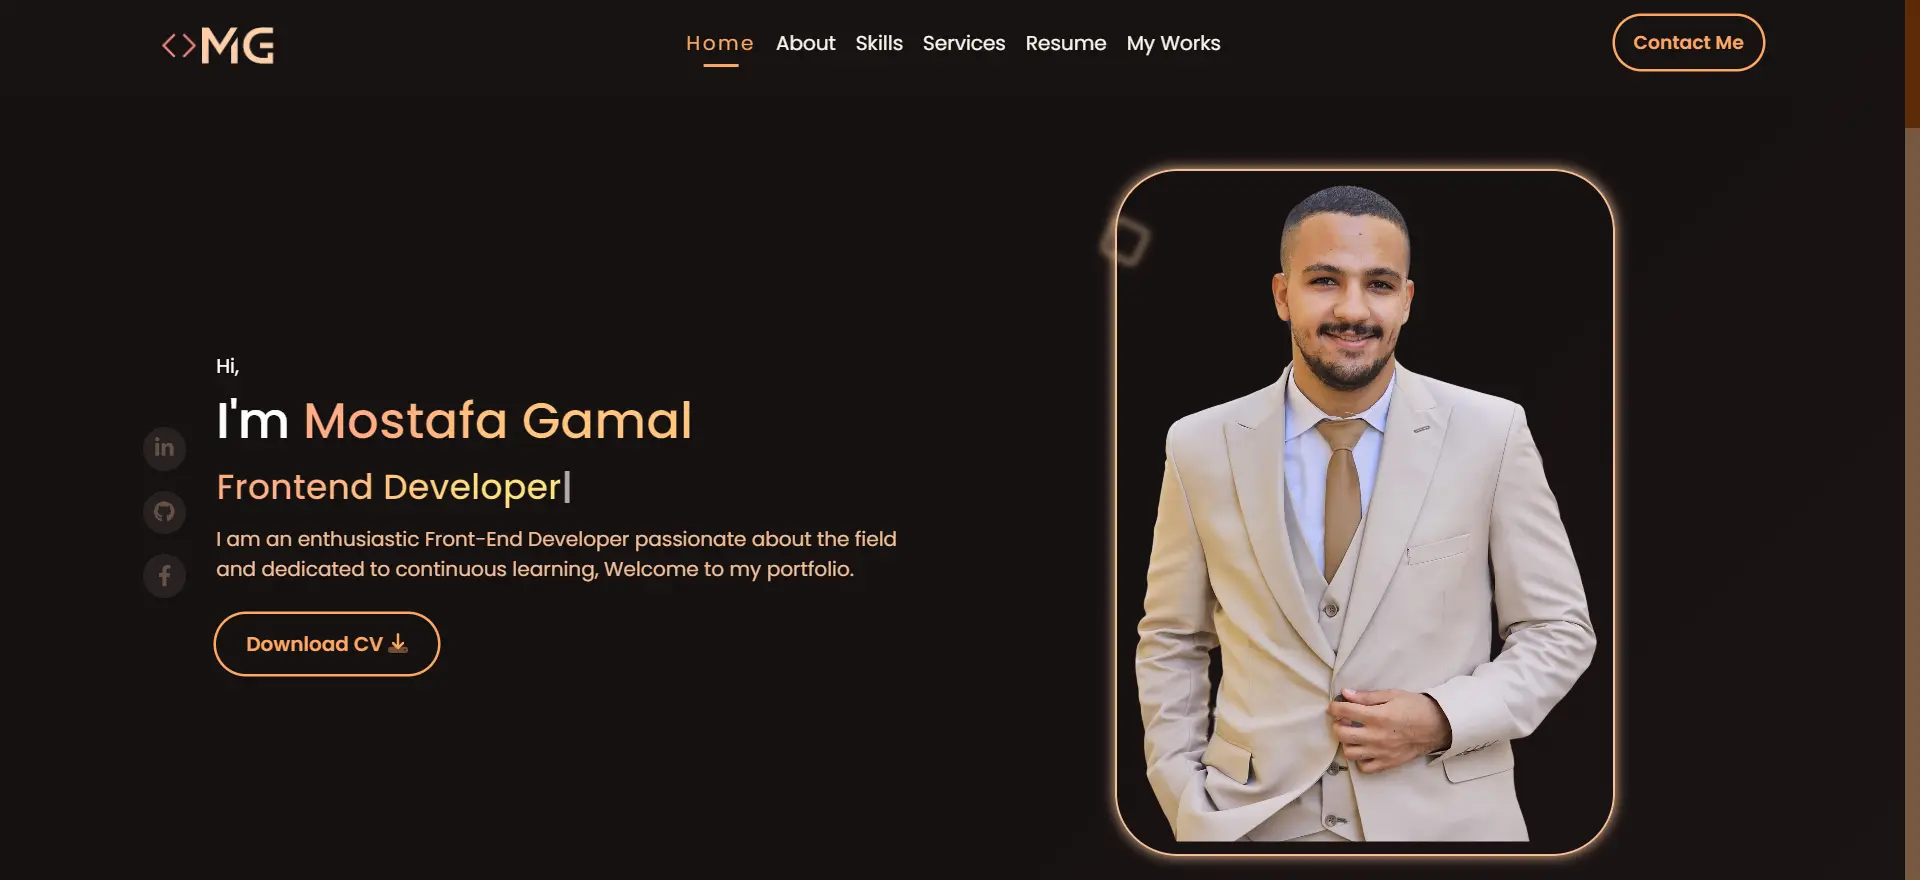 <>MG
Home About Skills Services Resume My Works
Contact Me
Hi,
I'm Mostafa Gamal
Frontend Developer|
I am an enthusiastic Front-End Developer passionate about the field
and dedicated to continuous learning, Welcome to my portfolio.
in
f
Download CV